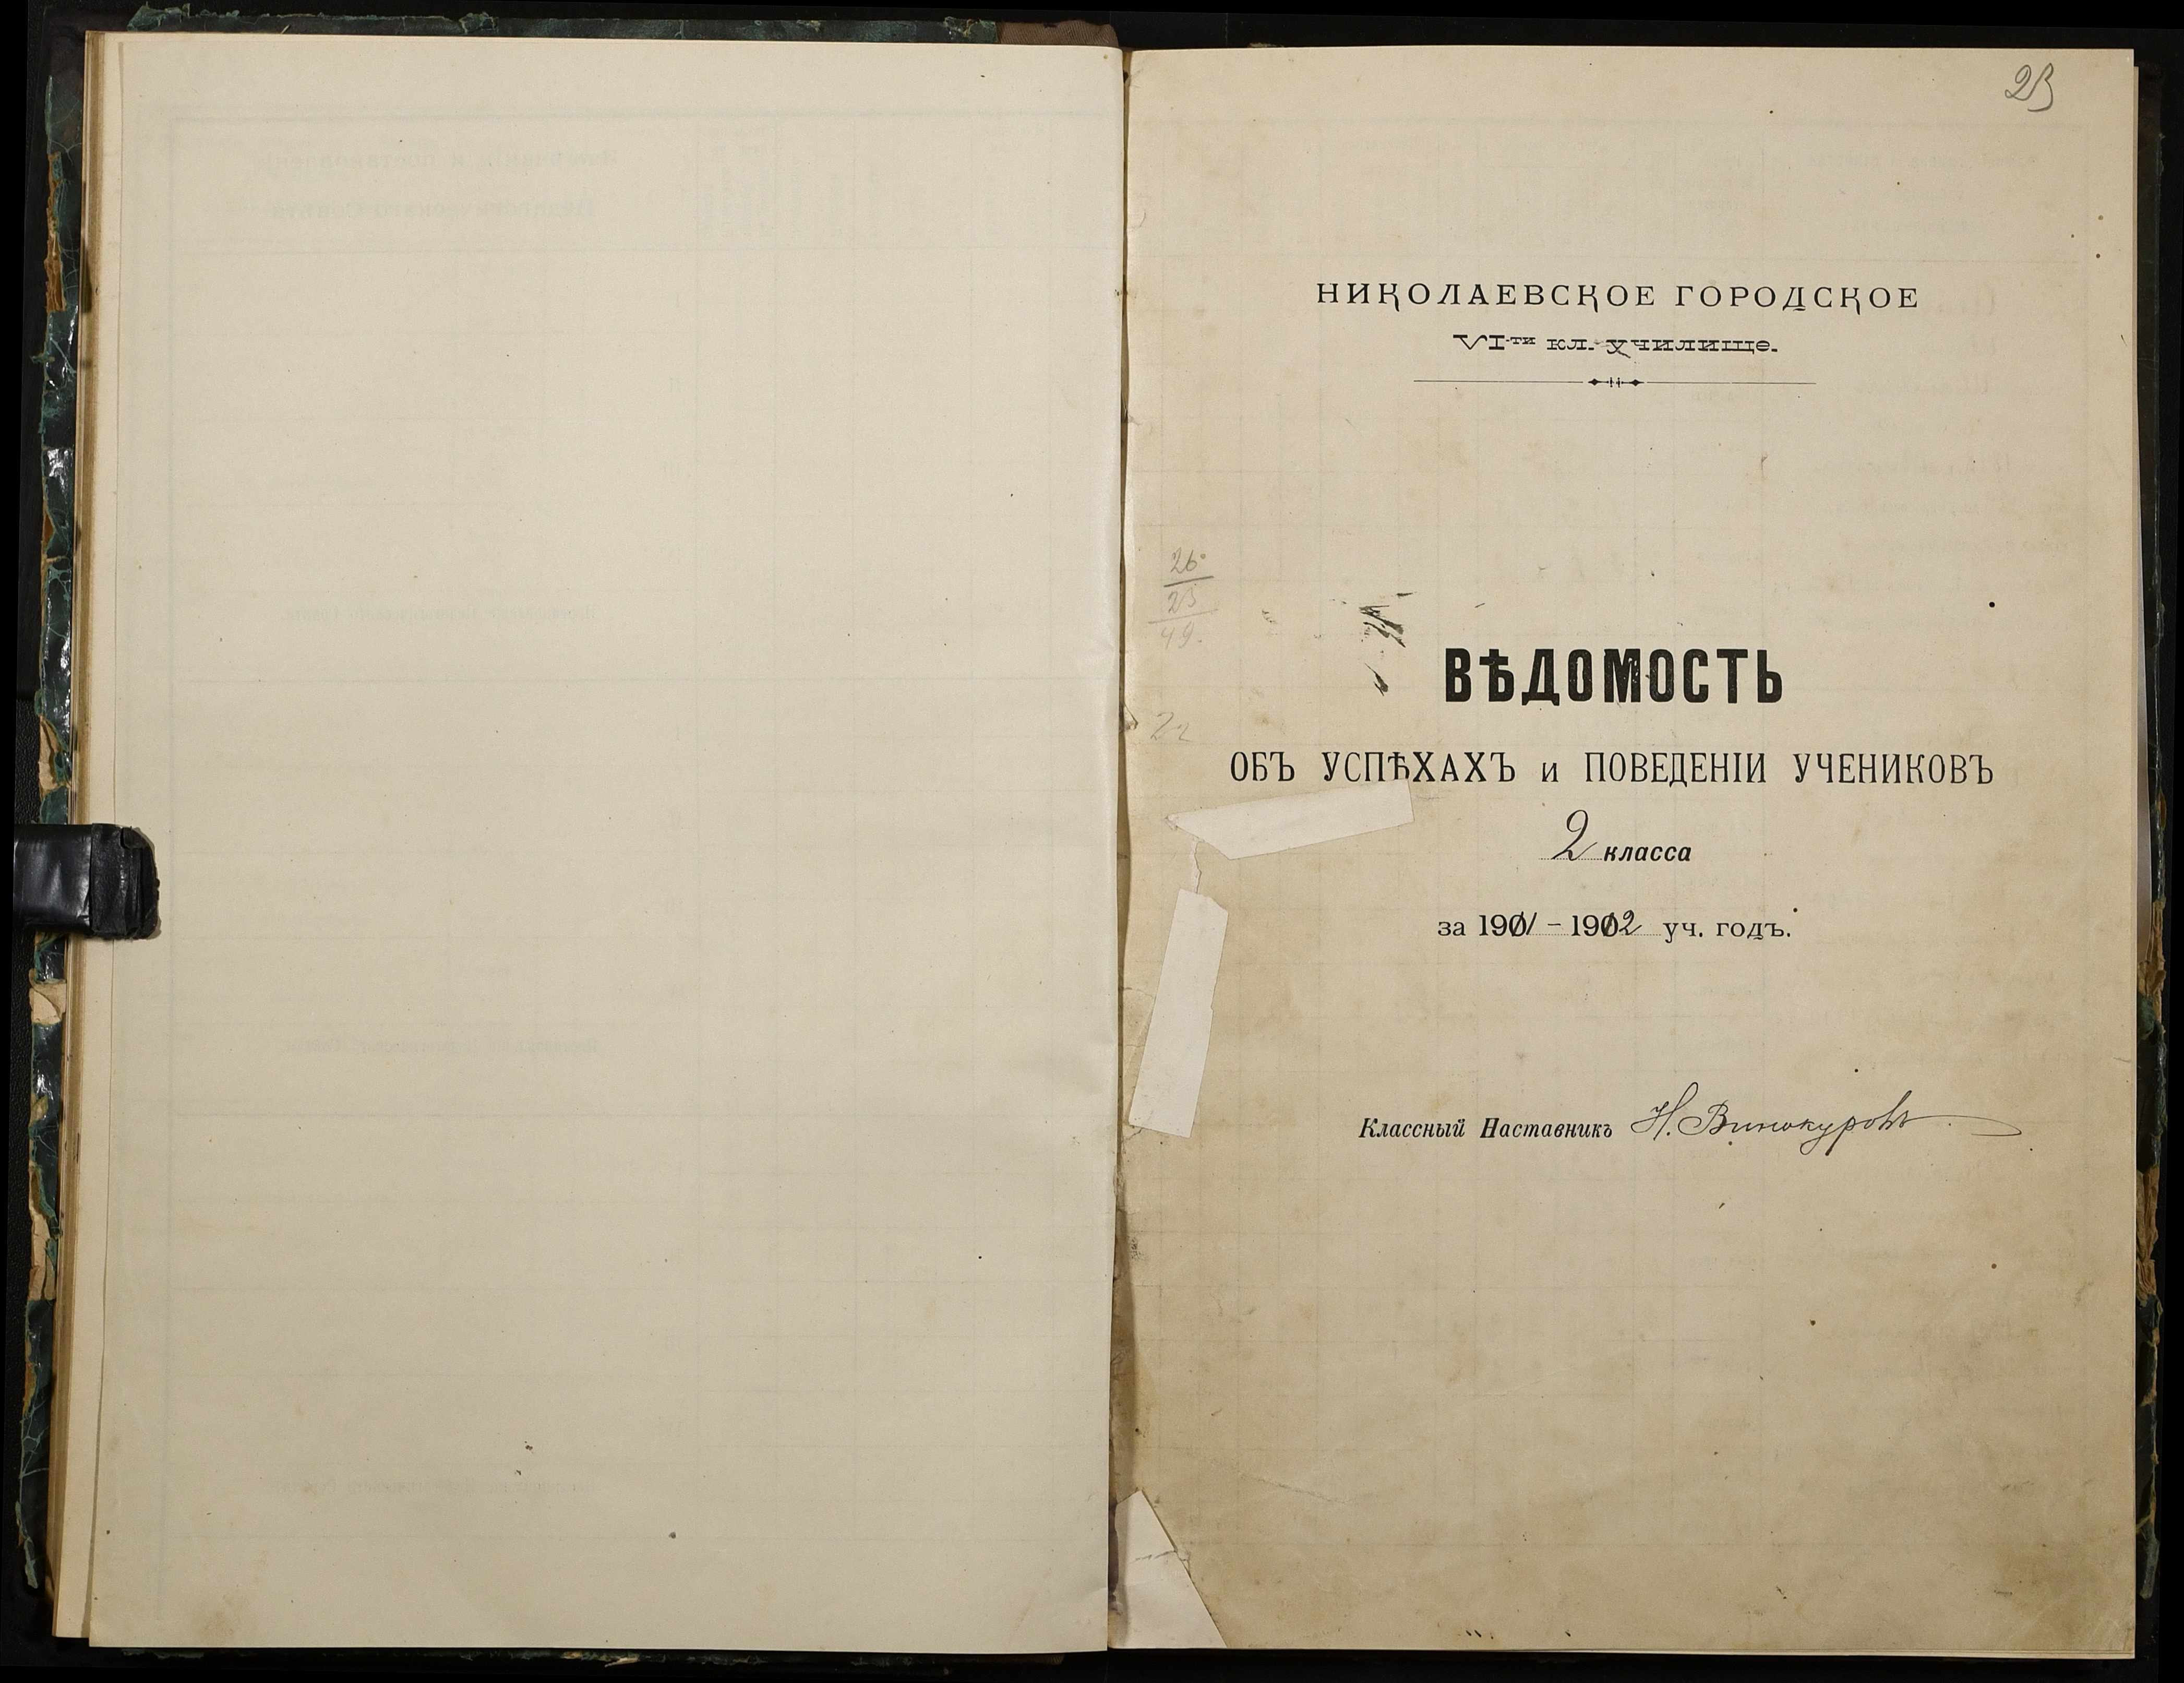 23
НИКОЛАЕВСКОЕ ГОРОДСКОЕ
VI-ти кл. училище.
26
23
49.
ВѢДОМОСТЬ
22
ОБЪ УСПѢХАХЪ и ПОВЕДЕНІИ УЧЕНИКОВЪ
2 класса
за 1901 - 1902 уч. годъ.
Классный Наставникъ Н. Винокуровъ